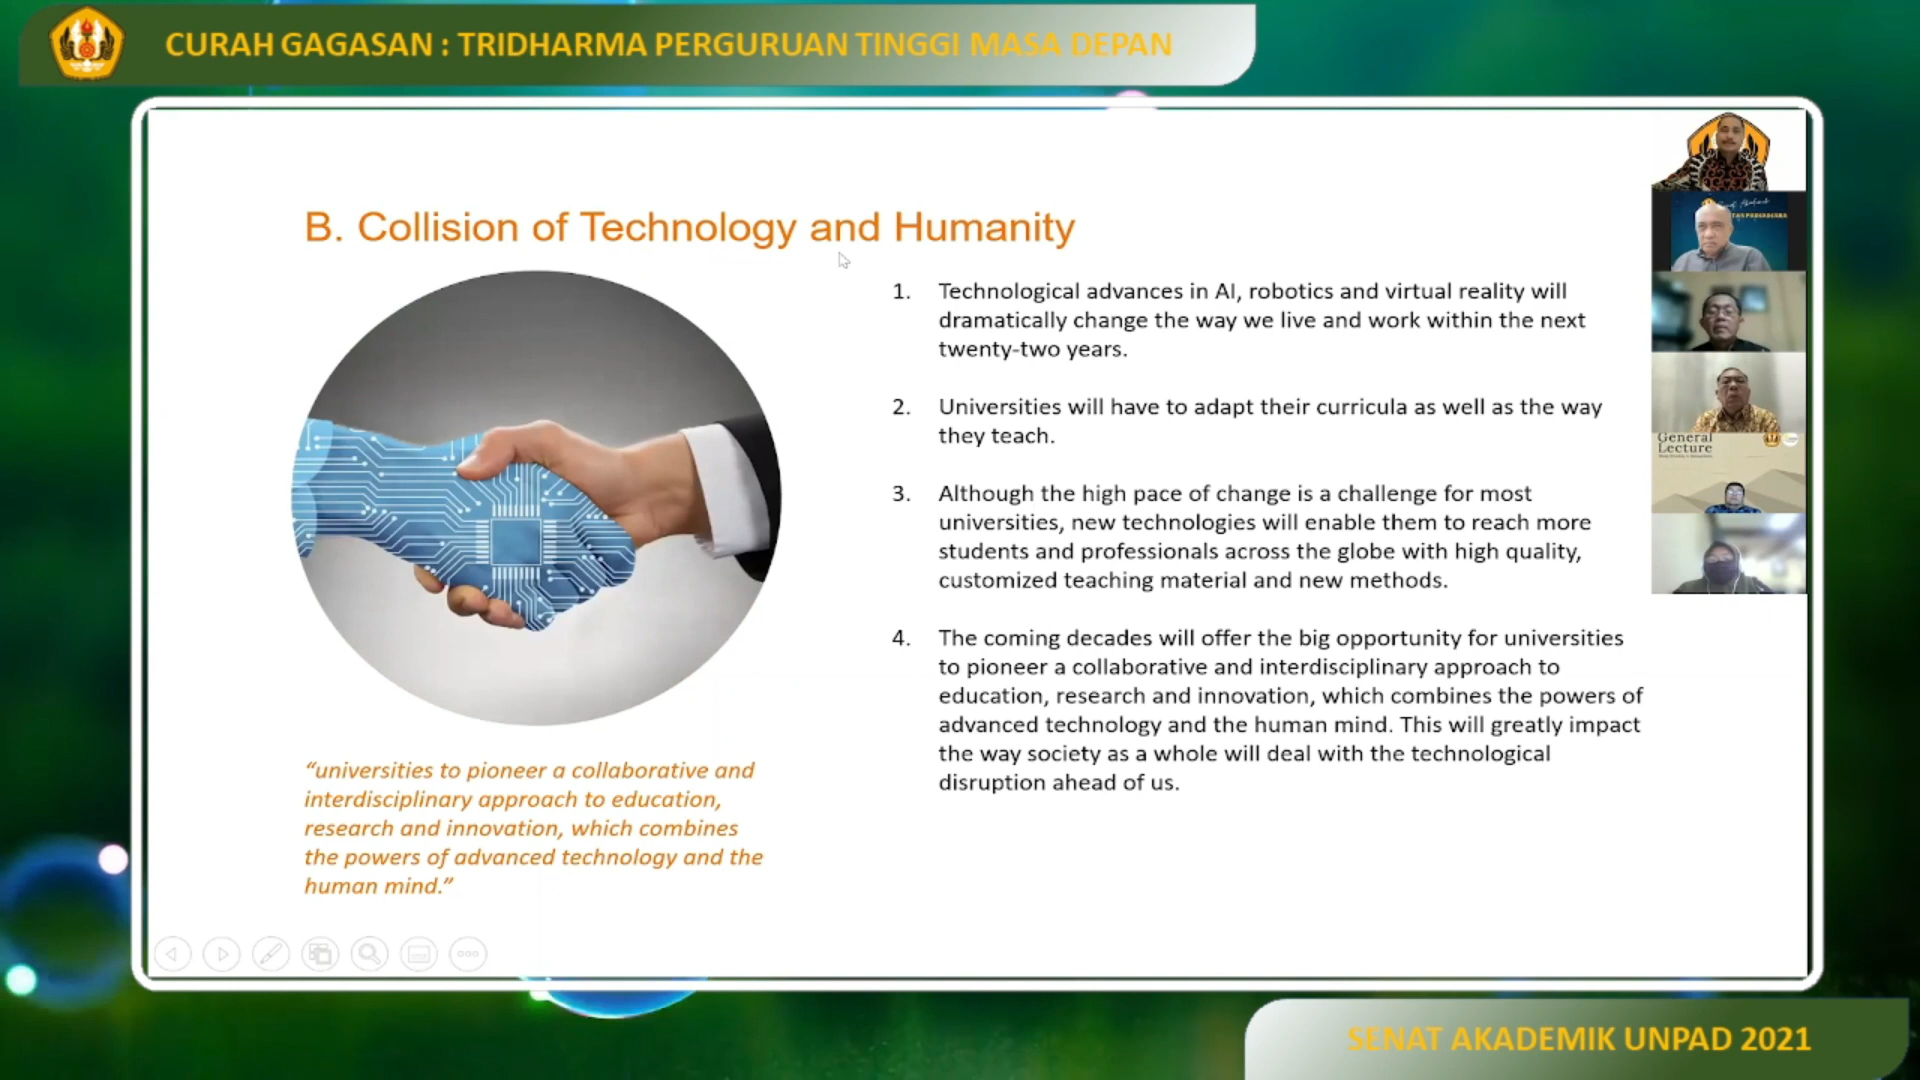 CURAH GAGASAN : TRIDHARMA PERGURUAN TINGGI MASA DEPAN
B. Collision of Technology and Humanity
1. Technological advances in AI, robotics and virtual reality will
dramatically change the way we live and work within the next
twenty-two years.
2. Universities will have to adapt their curricula as well as the way
they teach.
3. Although the high pace of change is a challenge for most
universities, new technologies will enable them to reach more
students and professionals across the globe with high quality,
customized teaching material and new methods.
4. The coming decades will offer the big opportunity for universities
to pioneer a collaborative and interdisciplinary approach to
education, research and innovation, which combines the powers of
advanced technology and the human mind. This will greatly impact
the way society as a whole will deal with the technological
disruption ahead of us.
“universities to pioneer a collaborative and
interdisciplinary approach to education,
research and innovation, which combines
the powers of advanced technology and the
human mind.”
General
Lecture
SENAT AKADEMIK UNPAD 2021